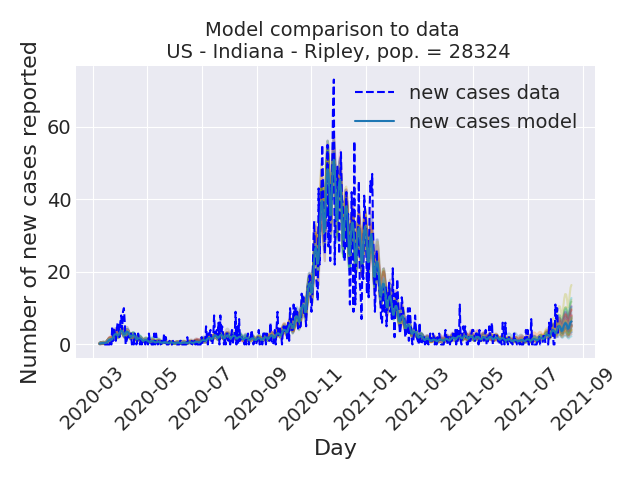 Model comparison to data
US - Indiana - Ripley, pop. = 28324
Number of new cases reported
60
40
20
0
new cases data
new cases model
2020-03
2020-05
2020-07
2020-09
2020-11
2021-01
2021-03
2021-05
2021-07
2021-09
Day